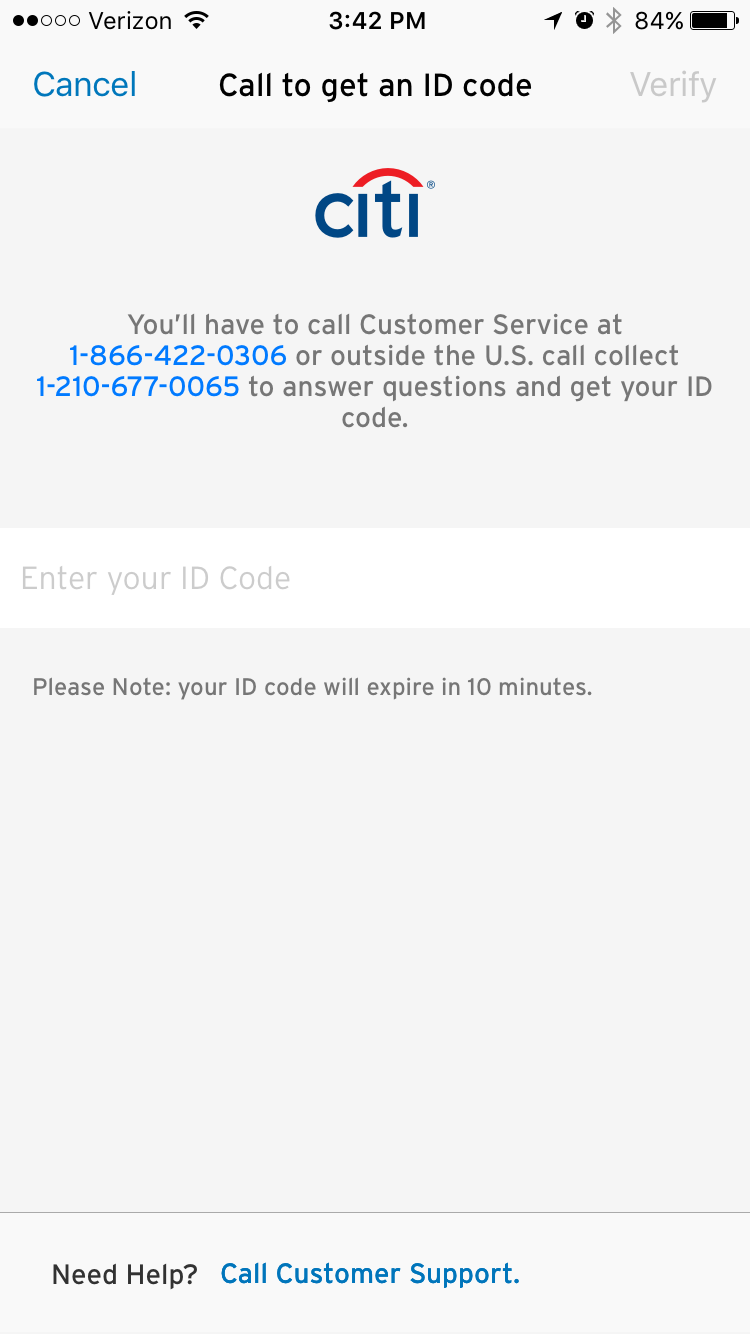 Verizon 3:42 PM 84%
Cancel Call to get an ID code Verify
citi®
You'll have to call Customer Service at
1-866-422-0306 or outside the U.S. call collect
1-210-677-0065 to answer questions and get your ID
code.
Enter your ID Code
Please Note: your ID code will expire in 10 minutes.
Need Help? Call Customer Support.